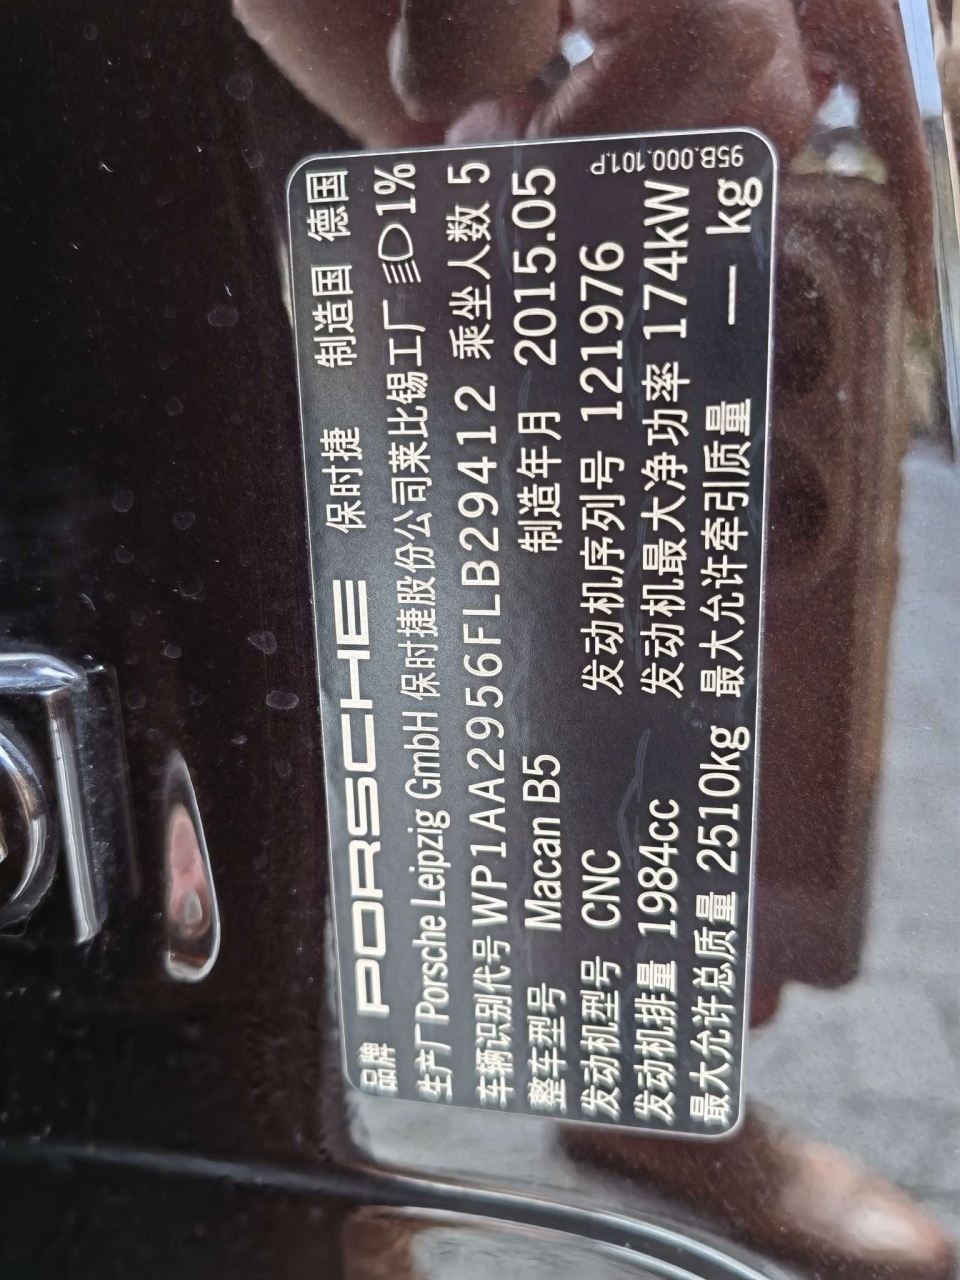 品牌 PORSCHE 保时捷 制造国 德国
生产厂 Porsche Leipzig GmbH 保时捷股份公司莱比锡工厂 1%
车辆识别代号 WP1AA2956FLB29412 乘坐人数 5
整车型号 Macan B5 制造年月 2015.05
发动机型号 CNC 发动机序列号 121976
发动机排量 1984cc 发动机最大净功率 174kW
最大允许总质量 2510kg 最大允许牵引质量 — kg
95B.000.101.P